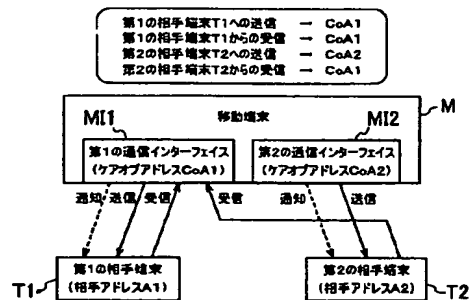 第1の相手端末T1への送信 → CoA1
第1の相手端末T1からの受信 → CoA1
第2の相手端末T2への送信 → CoA2
第2の相手端末T2からの受信 → CoA1
M
MI1 移動端末 MI2
第1の通信インターフェイス
(ケアオブアドレスCoA1)
第2の通信インターフェイス
(ケアオブアドレスCoA2)
通知 送信 受信 受信 通知 送信
T1
第1の相手端末
(相手アドレスA1)
第2の相手端末
(相手アドレスA2)
T2